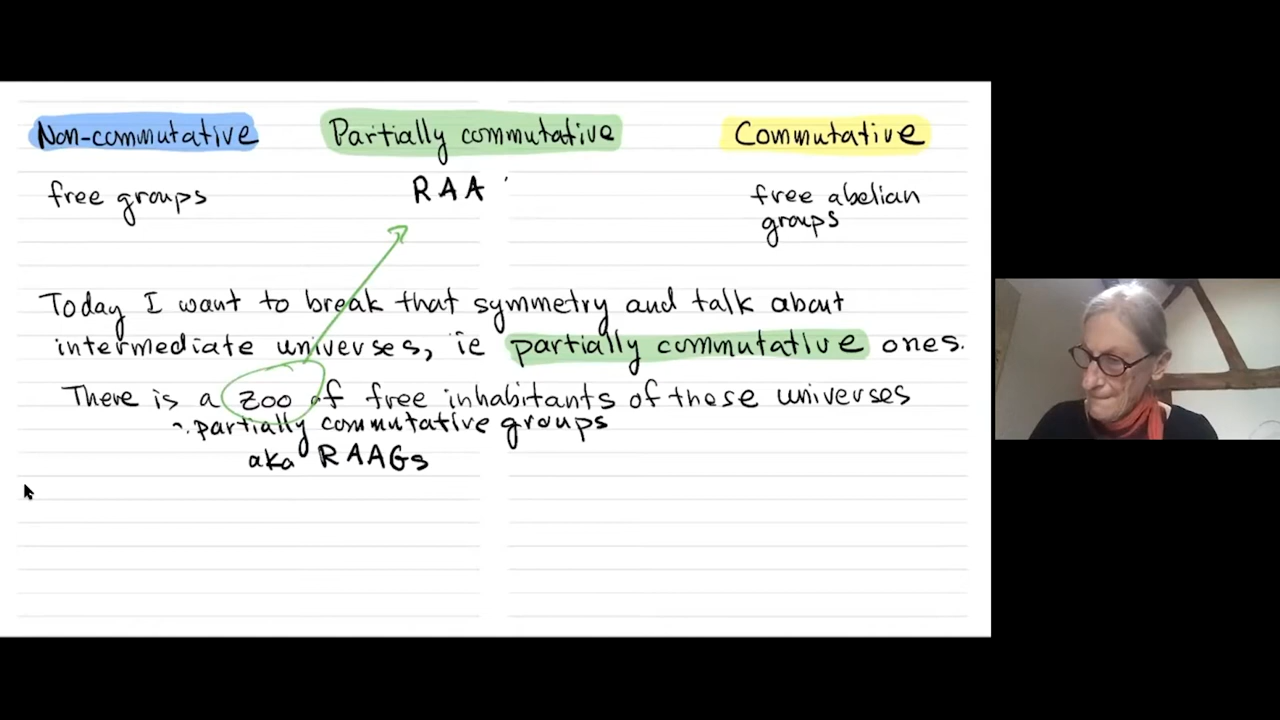 Non-commutative Partially commutative Commutative
free groups RAA free abelian
groups
Today I want to break that symmetry and talk about
intermediate universes, ie partially commutative ones.
There is a zoo of free inhabitants of these universes
partially commutative groups
aka RAAGs